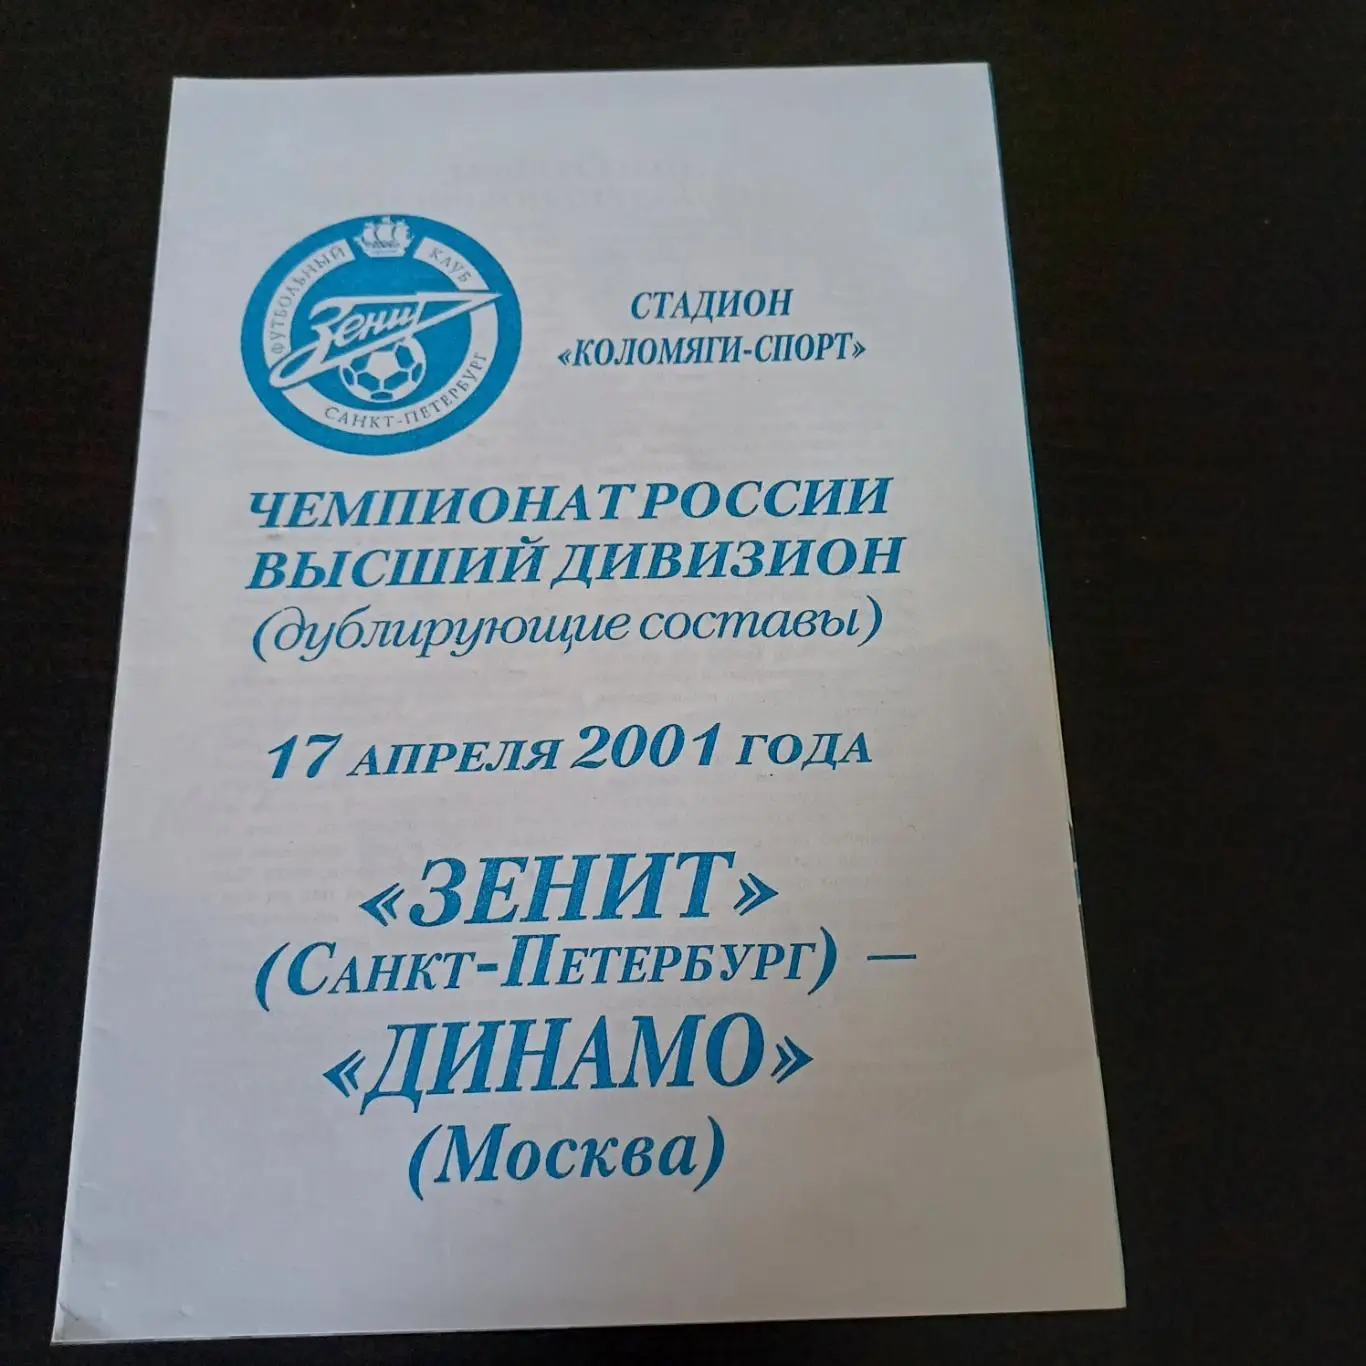 ФУТБОЛЬНЫЙ КЛУБ
Зенит
САНКТ-ПЕТЕРБУРГ
СТАДИОН
«КОЛОМЯГИ-СПОРТ»
ЧЕМПИОНАТ РОССИИ
ВЫСШИЙ ДИВИЗИОН
(дублирующие составы)
17 АПРЕЛЯ 2001 ГОДА
«ЗЕНИТ»
(САНКТ-ПЕТЕРБУРГ) –
«ДИНАМО»
(Москва)